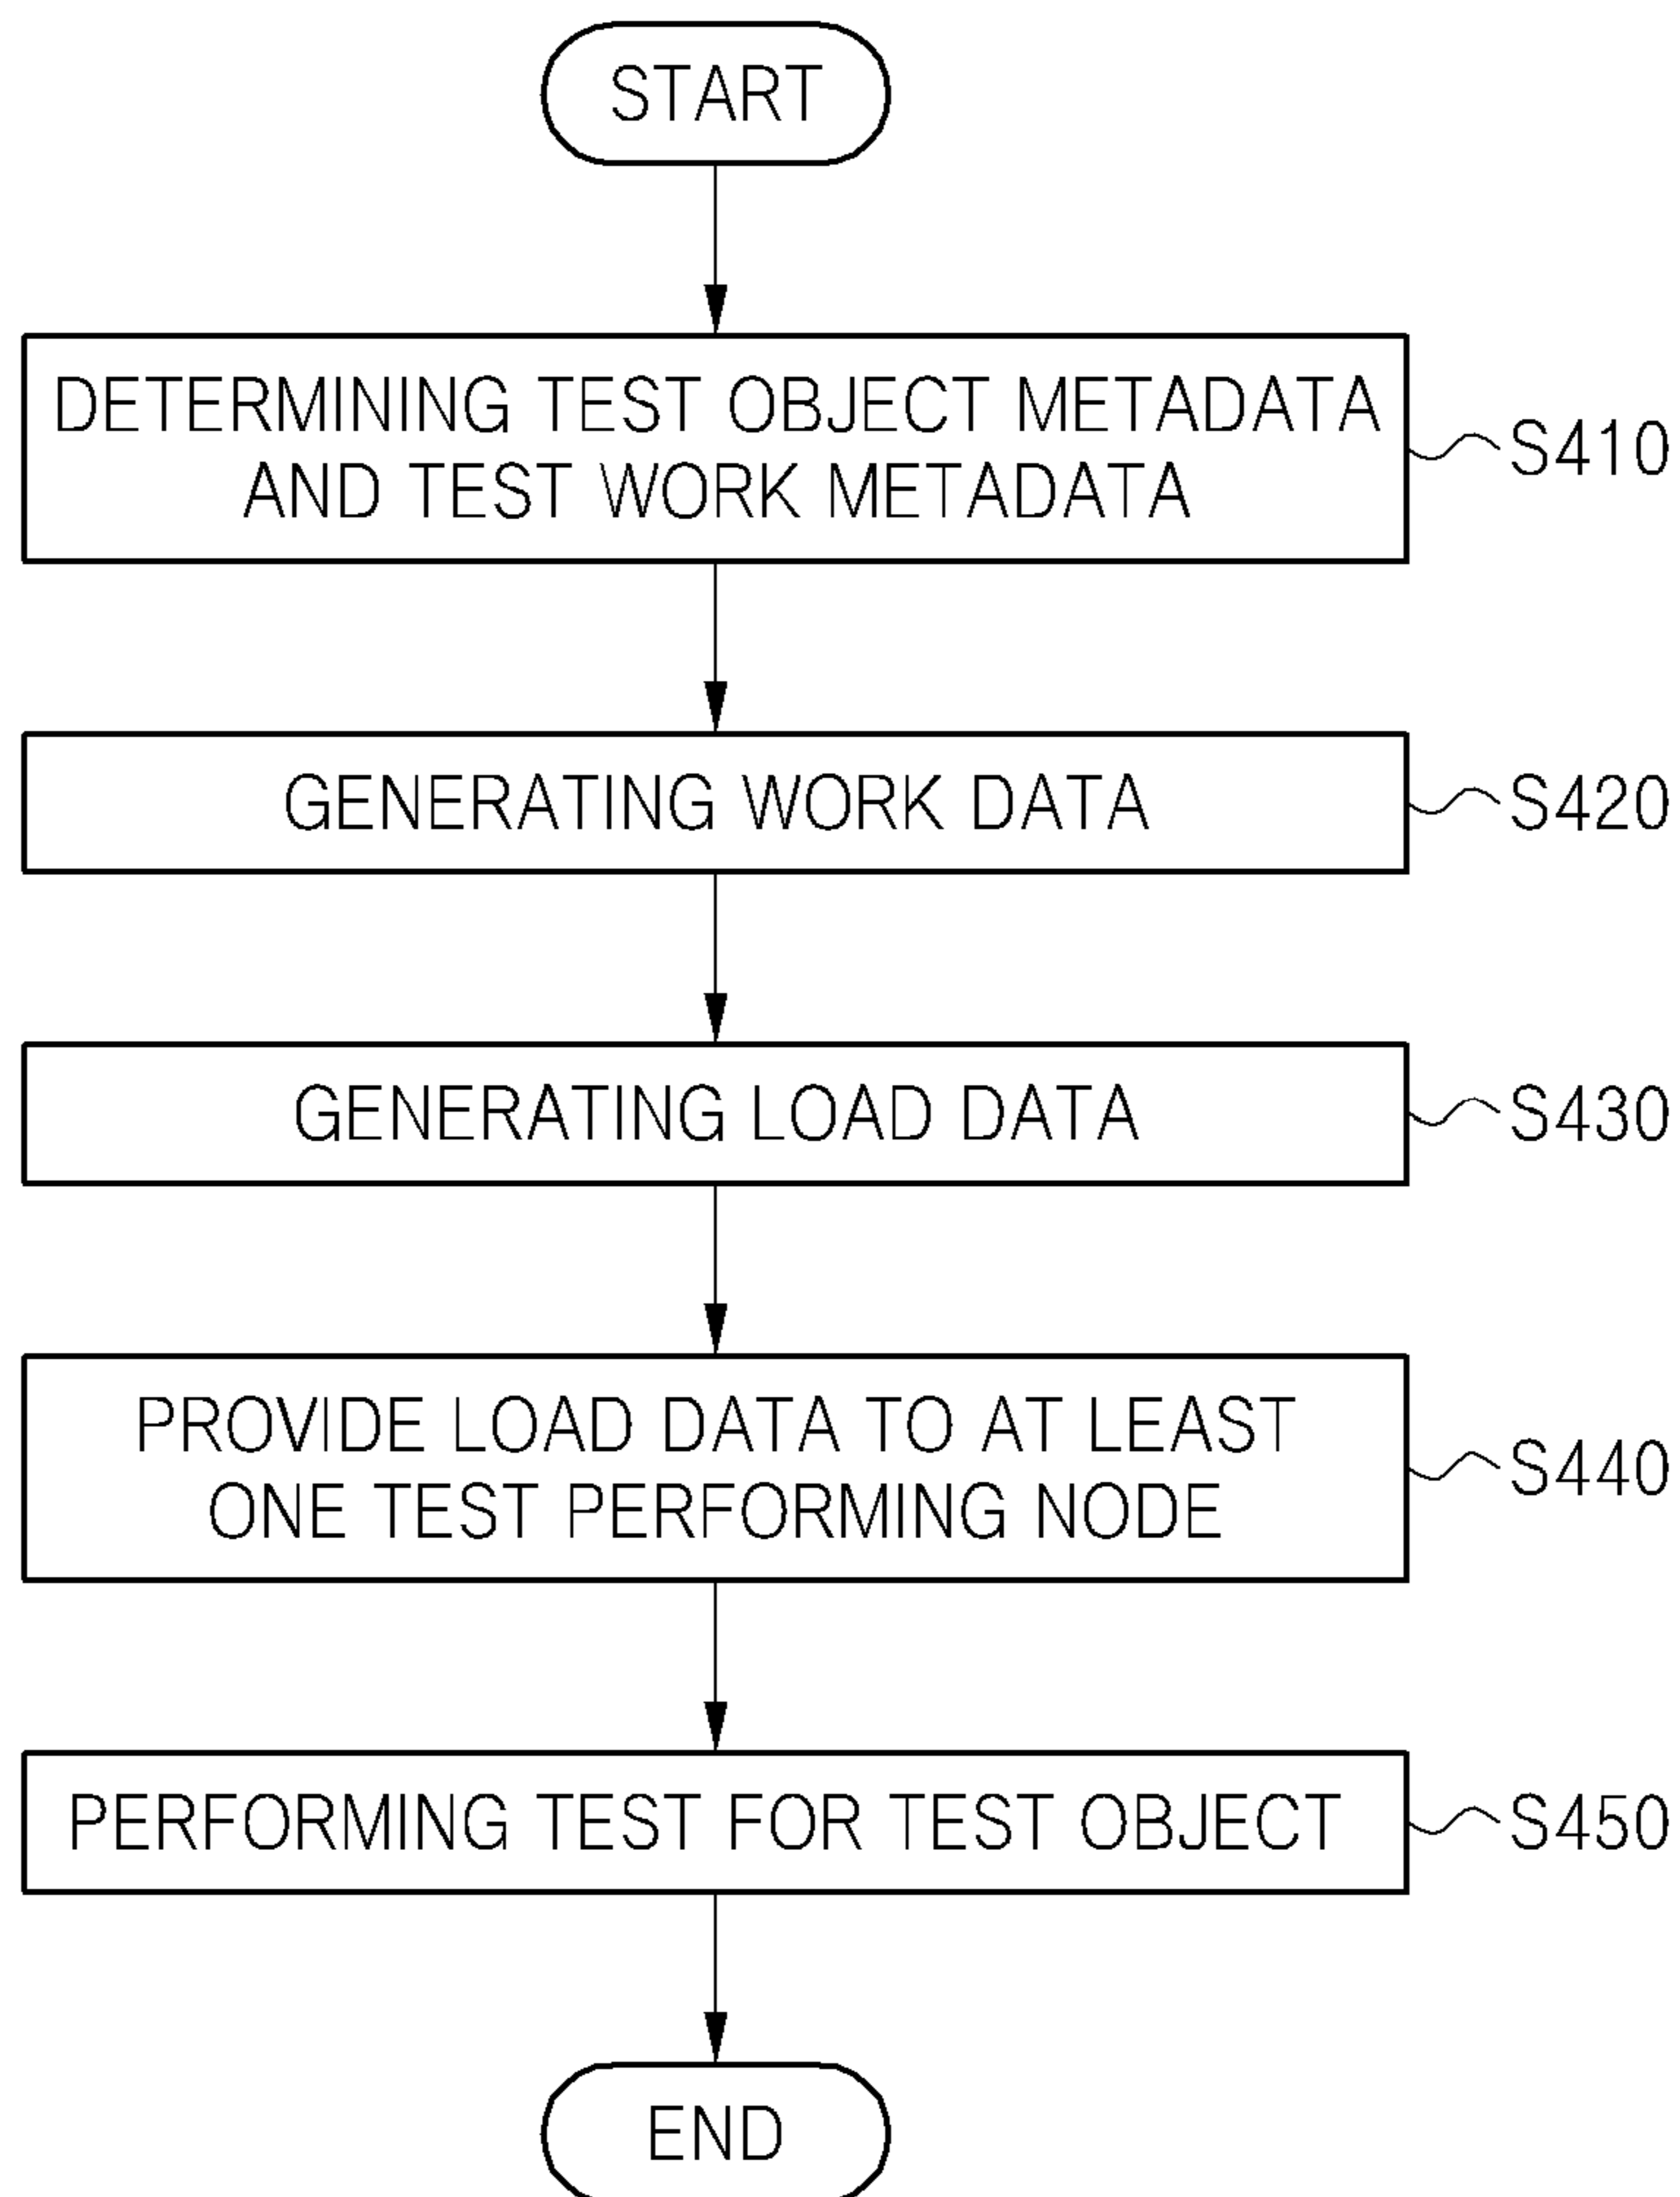 START
DETERMINING TEST OBJECT METADATA
AND TEST WORK METADATA
S410
GENERATING WORK DATA
S420
GENERATING LOAD DATA
S430
PROVIDE LOAD DATA TO AT LEAST
ONE TEST PERFORMING NODE
S440
PERFORMING TEST FOR TEST OBJECT
S450
END